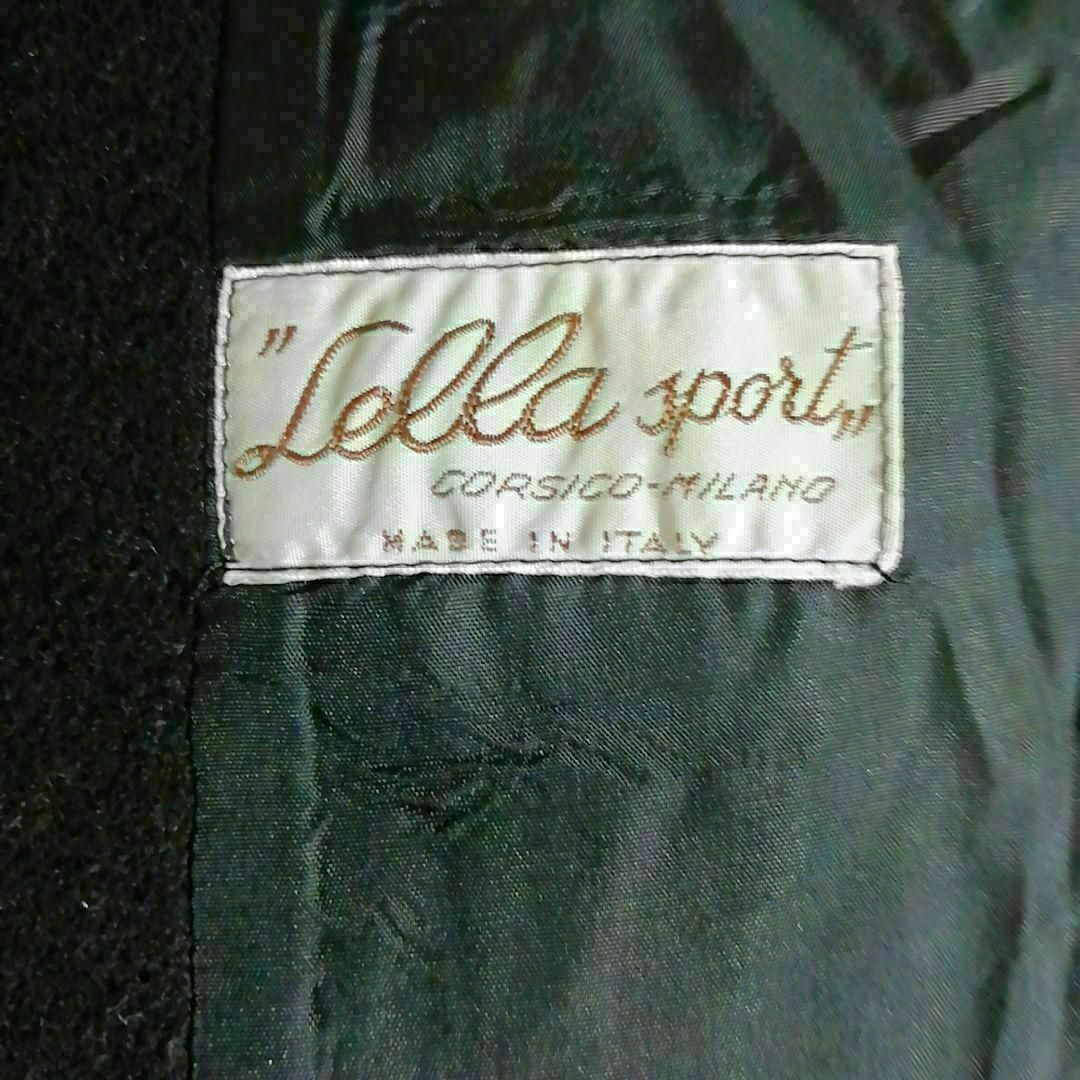 "Lella sport"
CORSICO-MILANO
MADE IN ITALY